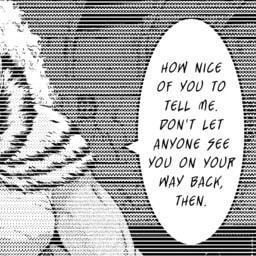 HOW NICE
OF YOU TO
TELL ME.
DON'T LET
ANYONE SEE
YOU ON YOUR
WAY BACK,
THEN.